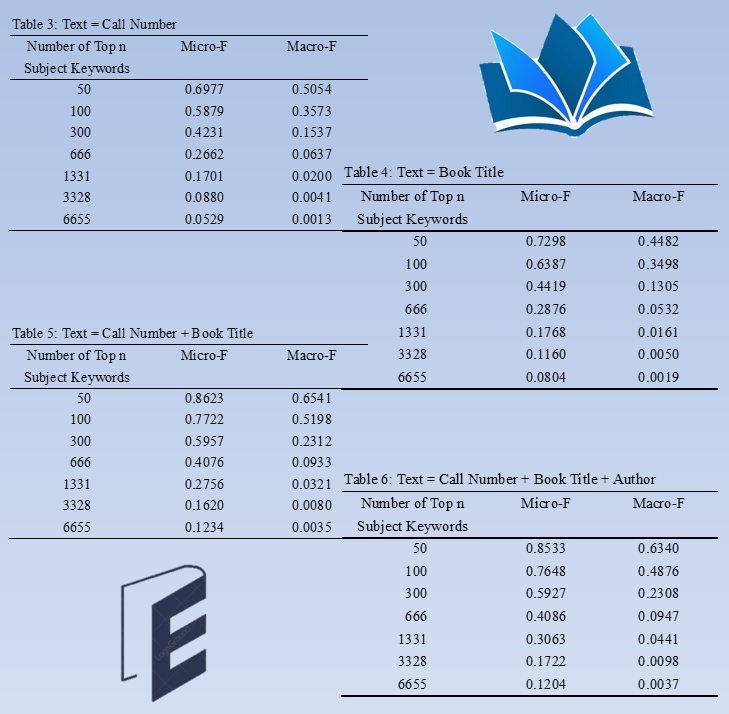 Table 3: Text = Call Number
Number of Top n Micro-F Macro-F
Subject Keywords
50 0.6977 0.5054
100 0.5879 0.3573
300 0.4231 0.1537
666 0.2662 0.0637
1331 0.1701 0.0200
3328 0.0880 0.0041
6655 0.0529 0.0013
Table 4: Text = Book Title
Number of Top n Micro-F Macro-F
Subject Keywords
50 0.7298 0.4482
100 0.6387 0.3498
300 0.4419 0.1305
666 0.2876 0.0532
1331 0.1768 0.0161
3328 0.1160 0.0050
6655 0.0804 0.0019
Table 5: Text = Call Number + Book Title
Number of Top n Micro-F Macro-F
Subject Keywords
50 0.8623 0.6541
100 0.7722 0.5198
300 0.5957 0.2312
666 0.4076 0.0933
1331 0.2756 0.0321
3328 0.1620 0.0080
6655 0.1234 0.0035
Table 6: Text = Call Number + Book Title + Author
Number of Top n Micro-F Macro-F
Subject Keywords
50 0.8533 0.6340
100 0.7648 0.4876
300 0.5927 0.2308
666 0.4086 0.0947
1331 0.3063 0.0441
3328 0.1722 0.0098
6655 0.1204 0.0037
E